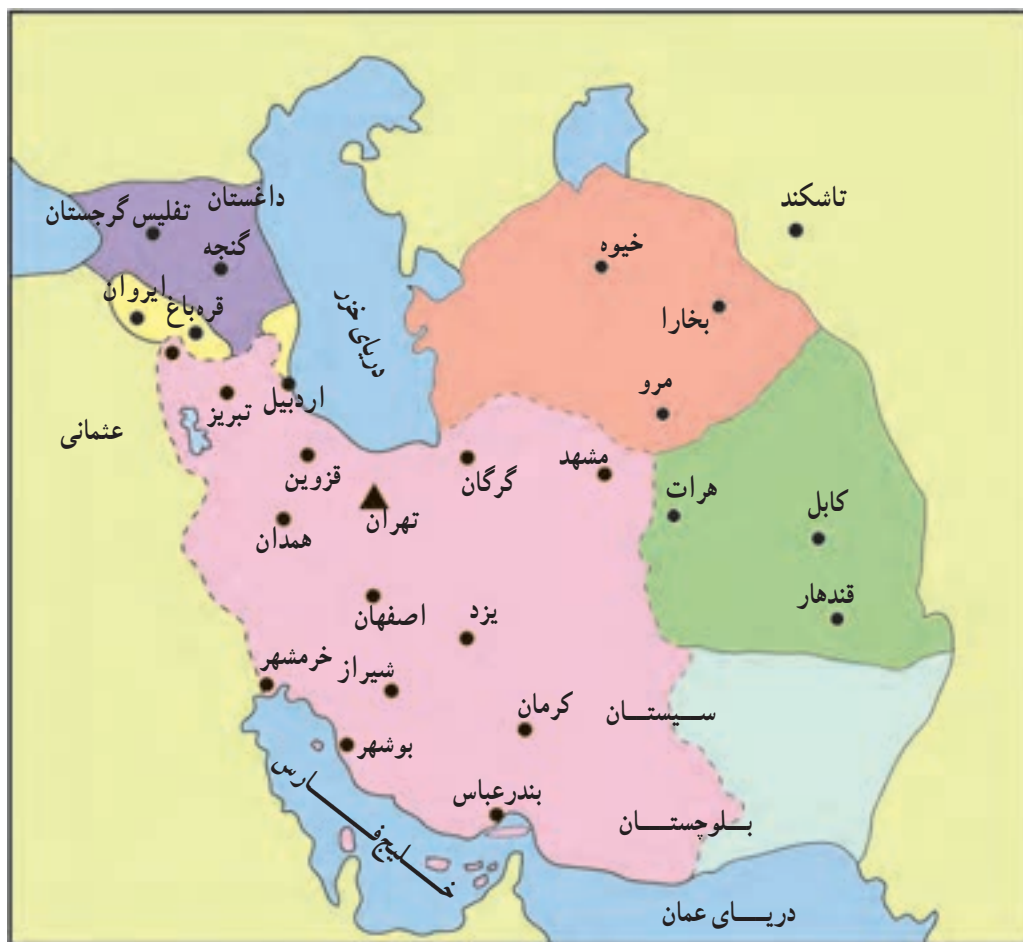 تاشکند
داغستان
تفلیس گرجستان
گنجه
خیوه
بخارا
ایروان
قره‌باغ
دریای خزر
مرو
اردبیل
تبریز
عثمانی
مشهد
گرگان
قزوین
هرات
کابل
تهران
همدان
قندهار
اصفهان
یزد
خرمشهر
شیراز
سیستان
کرمان
بوشهر
بندرعباس
بلوچستان
خلیج فارس
دریای عمان